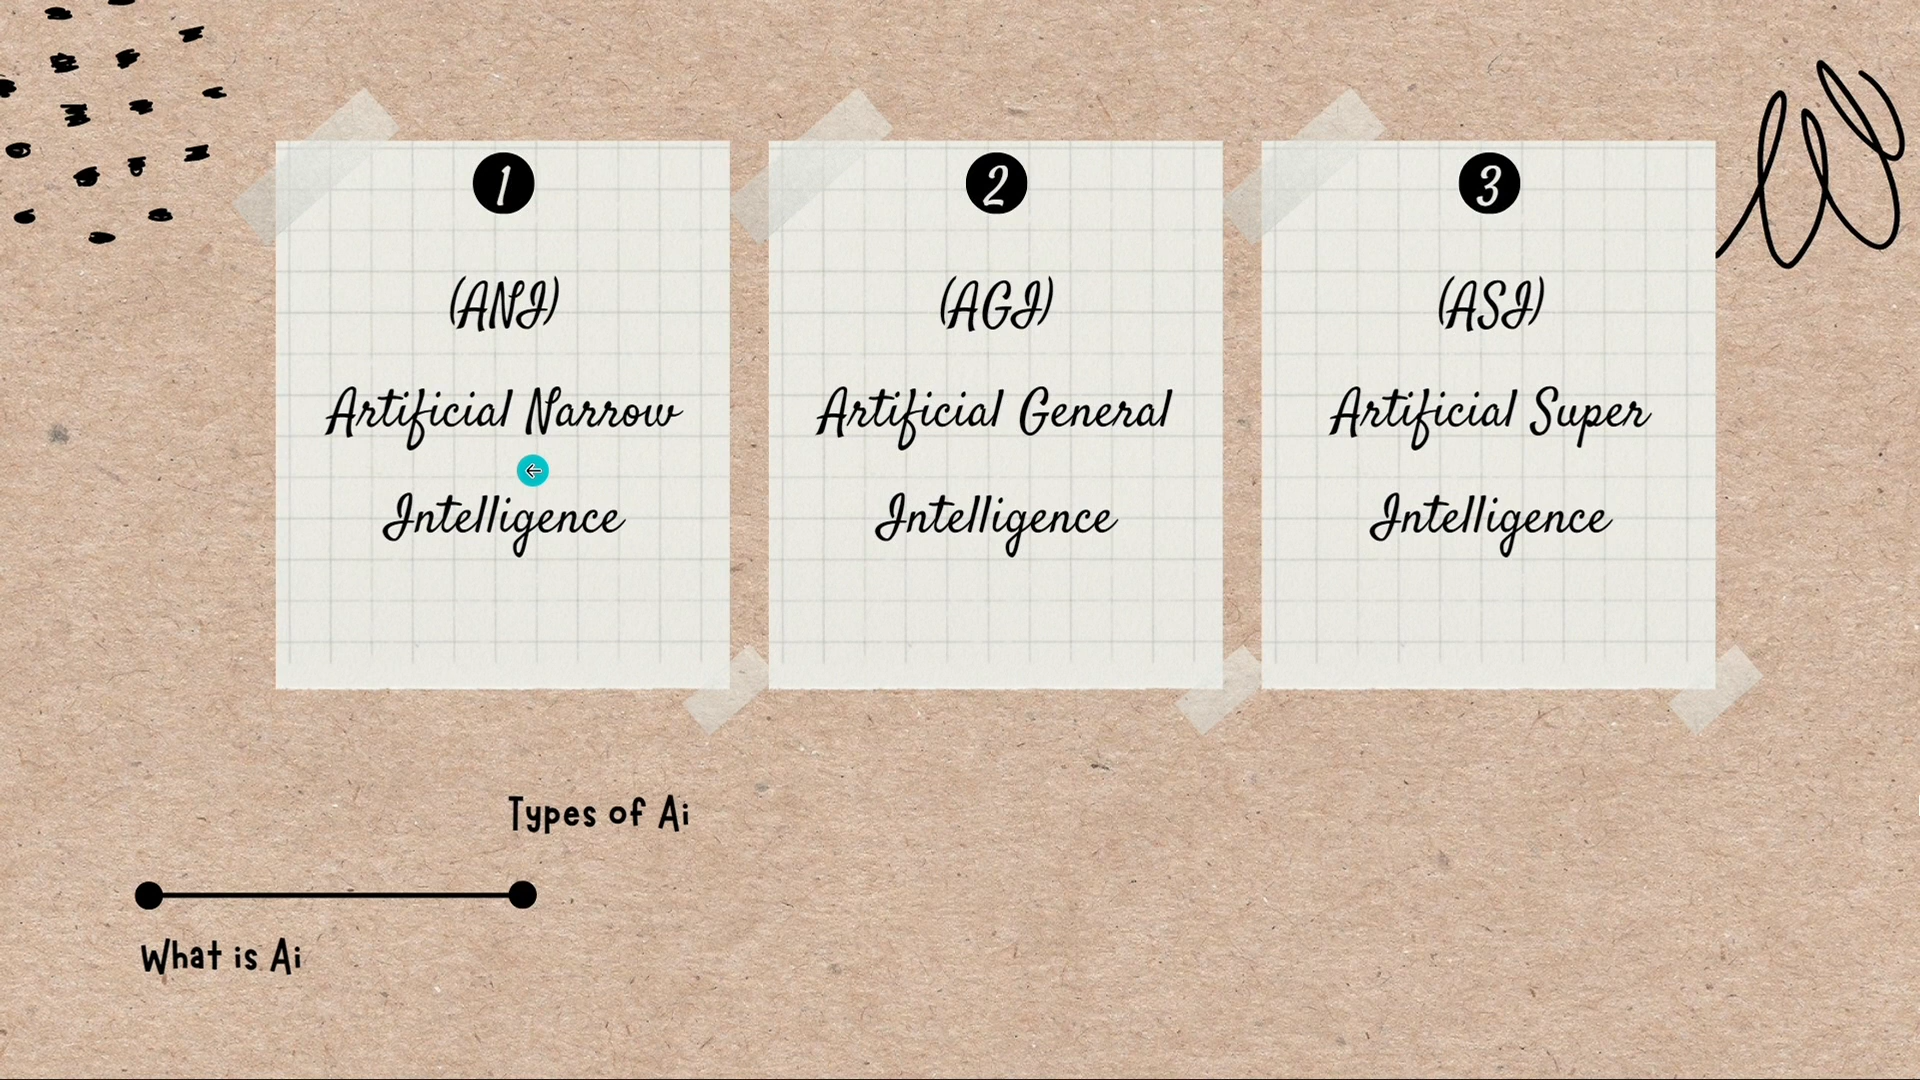 1
(ANI)
Artificial Narrow
Intelligence
2
(AGI)
Artificial General
Intelligence
3
(ASI)
Artificial Super
Intelligence
Types of Ai
What is Ai